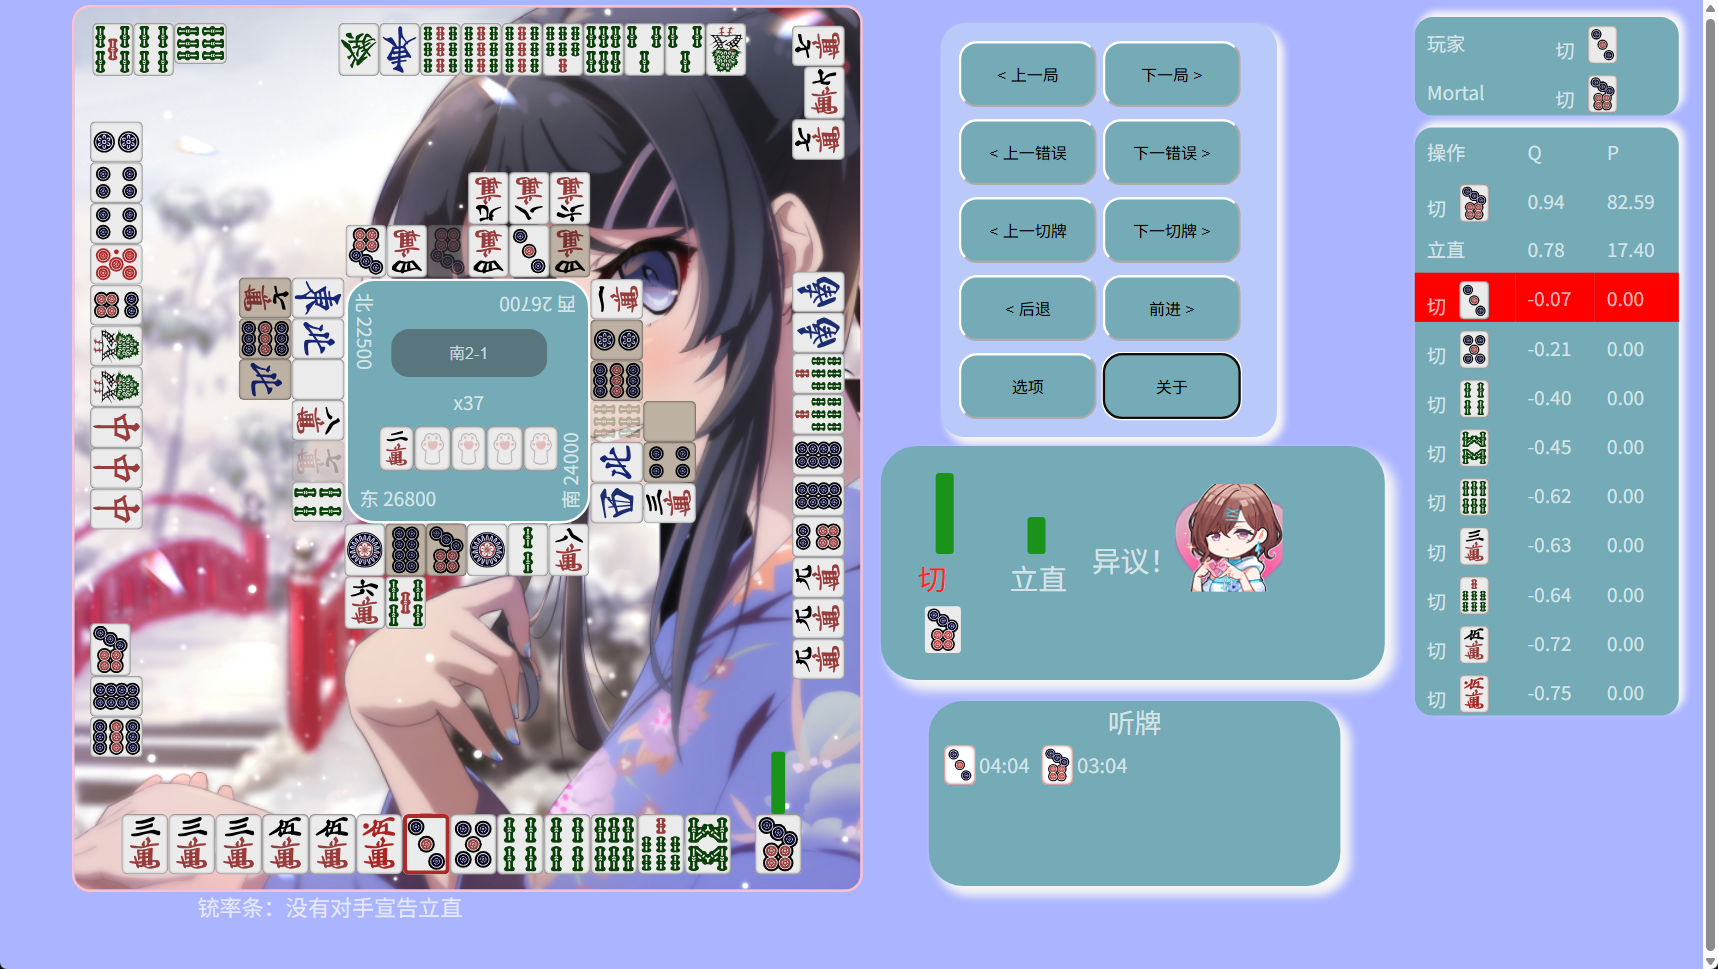 北 22500
西 26700
南2-1
x37
东 26800
南 24000
铳率条：没有对手宣告立直
< 上一局
下一局 >
< 上一错误
下一错误 >
< 上一切牌
下一切牌 >
< 后退
前进 >
选项
关于
切
立直
异议！
听牌
04:04
03:04
玩家 切
Mortal 切
操作 Q P
切 0.94 82.59
立直 0.78 17.40
切 -0.07 0.00
切 -0.21 0.00
切 -0.40 0.00
切 -0.45 0.00
切 -0.62 0.00
切 -0.63 0.00
切 -0.64 0.00
切 -0.72 0.00
切 -0.75 0.00